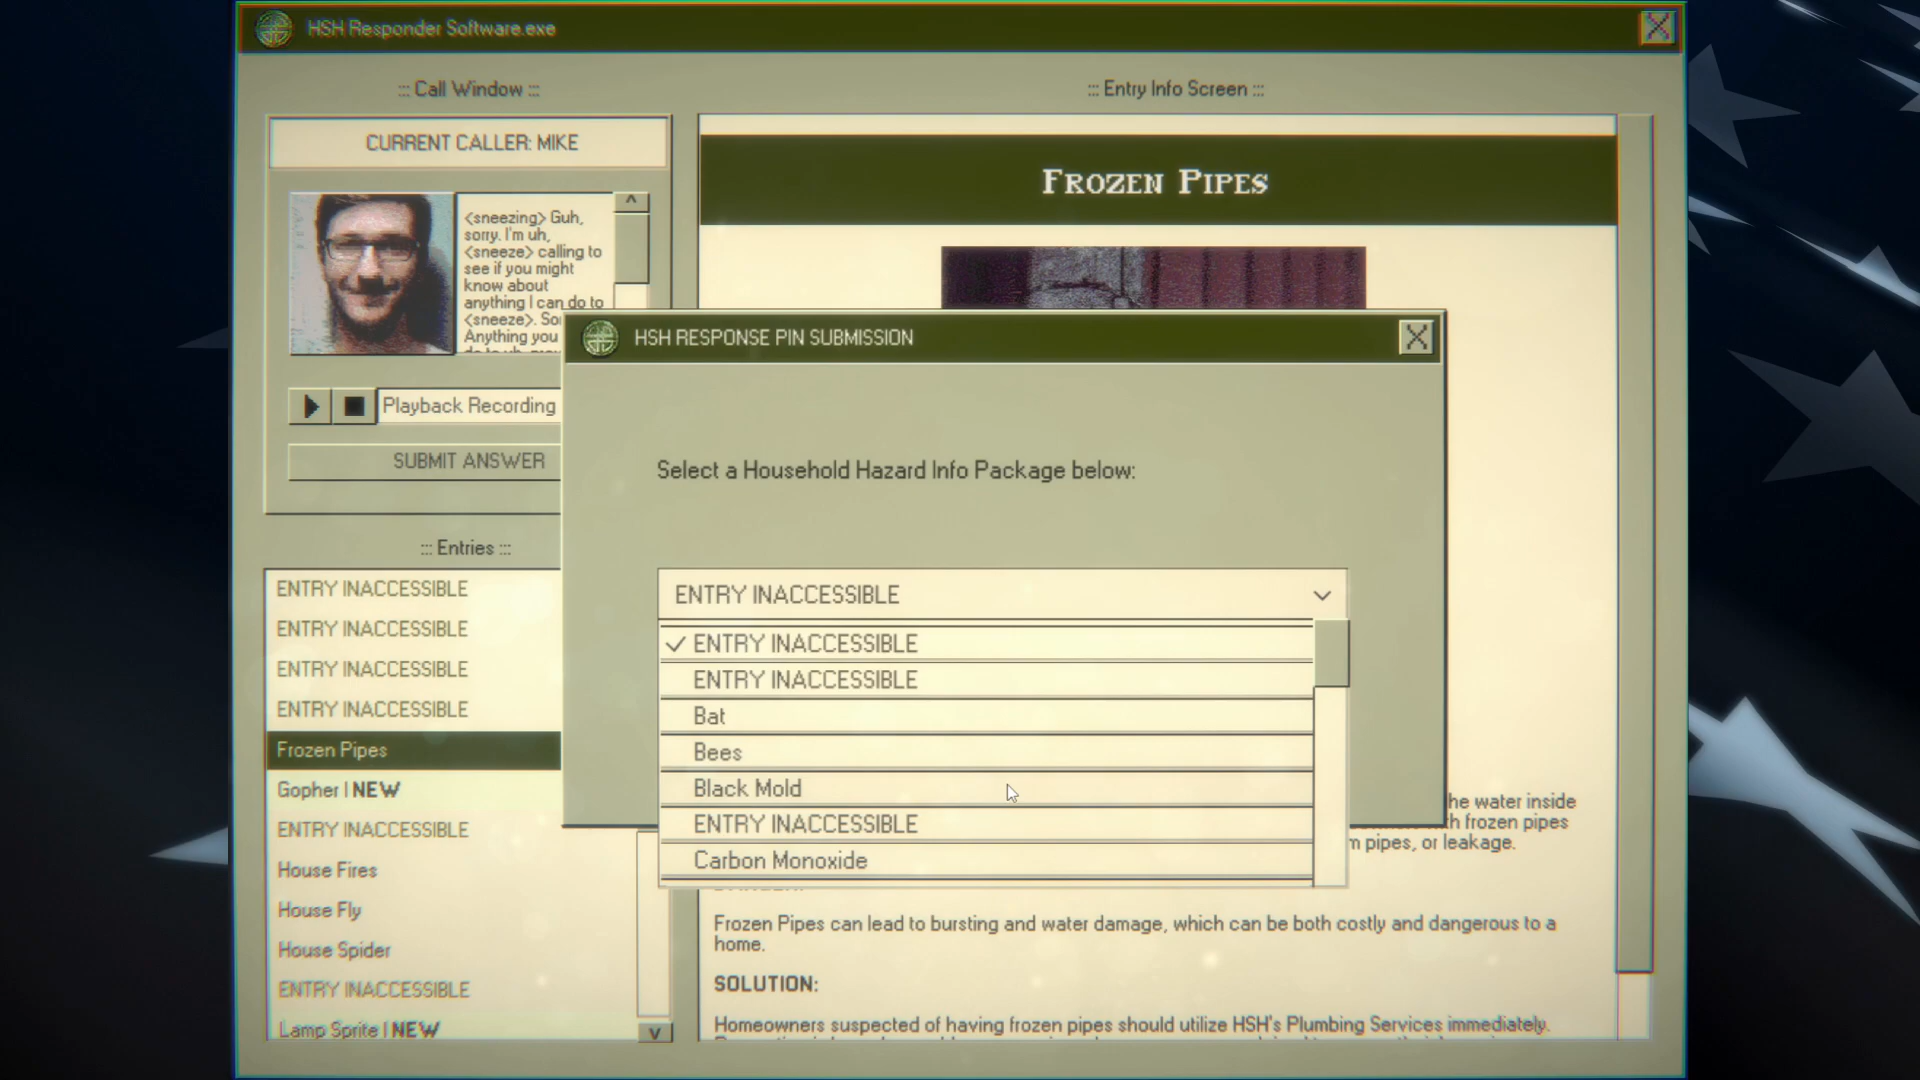 HSH Responder Software.exe
::: Call Window :::
CURRENT CALLER: MIKE
<sneezing> Guh,
sorry. I'm uh,
<sneeze> calling to
see if you might
know about
anything I can do to
<sneeze>. So
Anything you
Playback Recording
SUBMIT ANSWER
::: Entries :::
ENTRY INACCESSIBLE
ENTRY INACCESSIBLE
ENTRY INACCESSIBLE
ENTRY INACCESSIBLE
Frozen Pipes
Gopher | NEW
ENTRY INACCESSIBLE
House Fires
House Fly
House Spider
ENTRY INACCESSIBLE
Lamp Sprite | NEW
::: Entry Info Screen :::
FROZEN PIPES
HSH RESPONSE PIN SUBMISSION
Select a Household Hazard Info Package below:
ENTRY INACCESSIBLE
ENTRY INACCESSIBLE
ENTRY INACCESSIBLE
Bat
Bees
Black Mold
ENTRY INACCESSIBLE
Carbon Monoxide
he water inside
frozen pipes
m pipes, or leakage.
Frozen Pipes can lead to bursting and water damage, which can be both costly and dangerous to a
home.
SOLUTION:
Homeowners suspected of having frozen pipes should utilize HSH's Plumbing Services immediately.